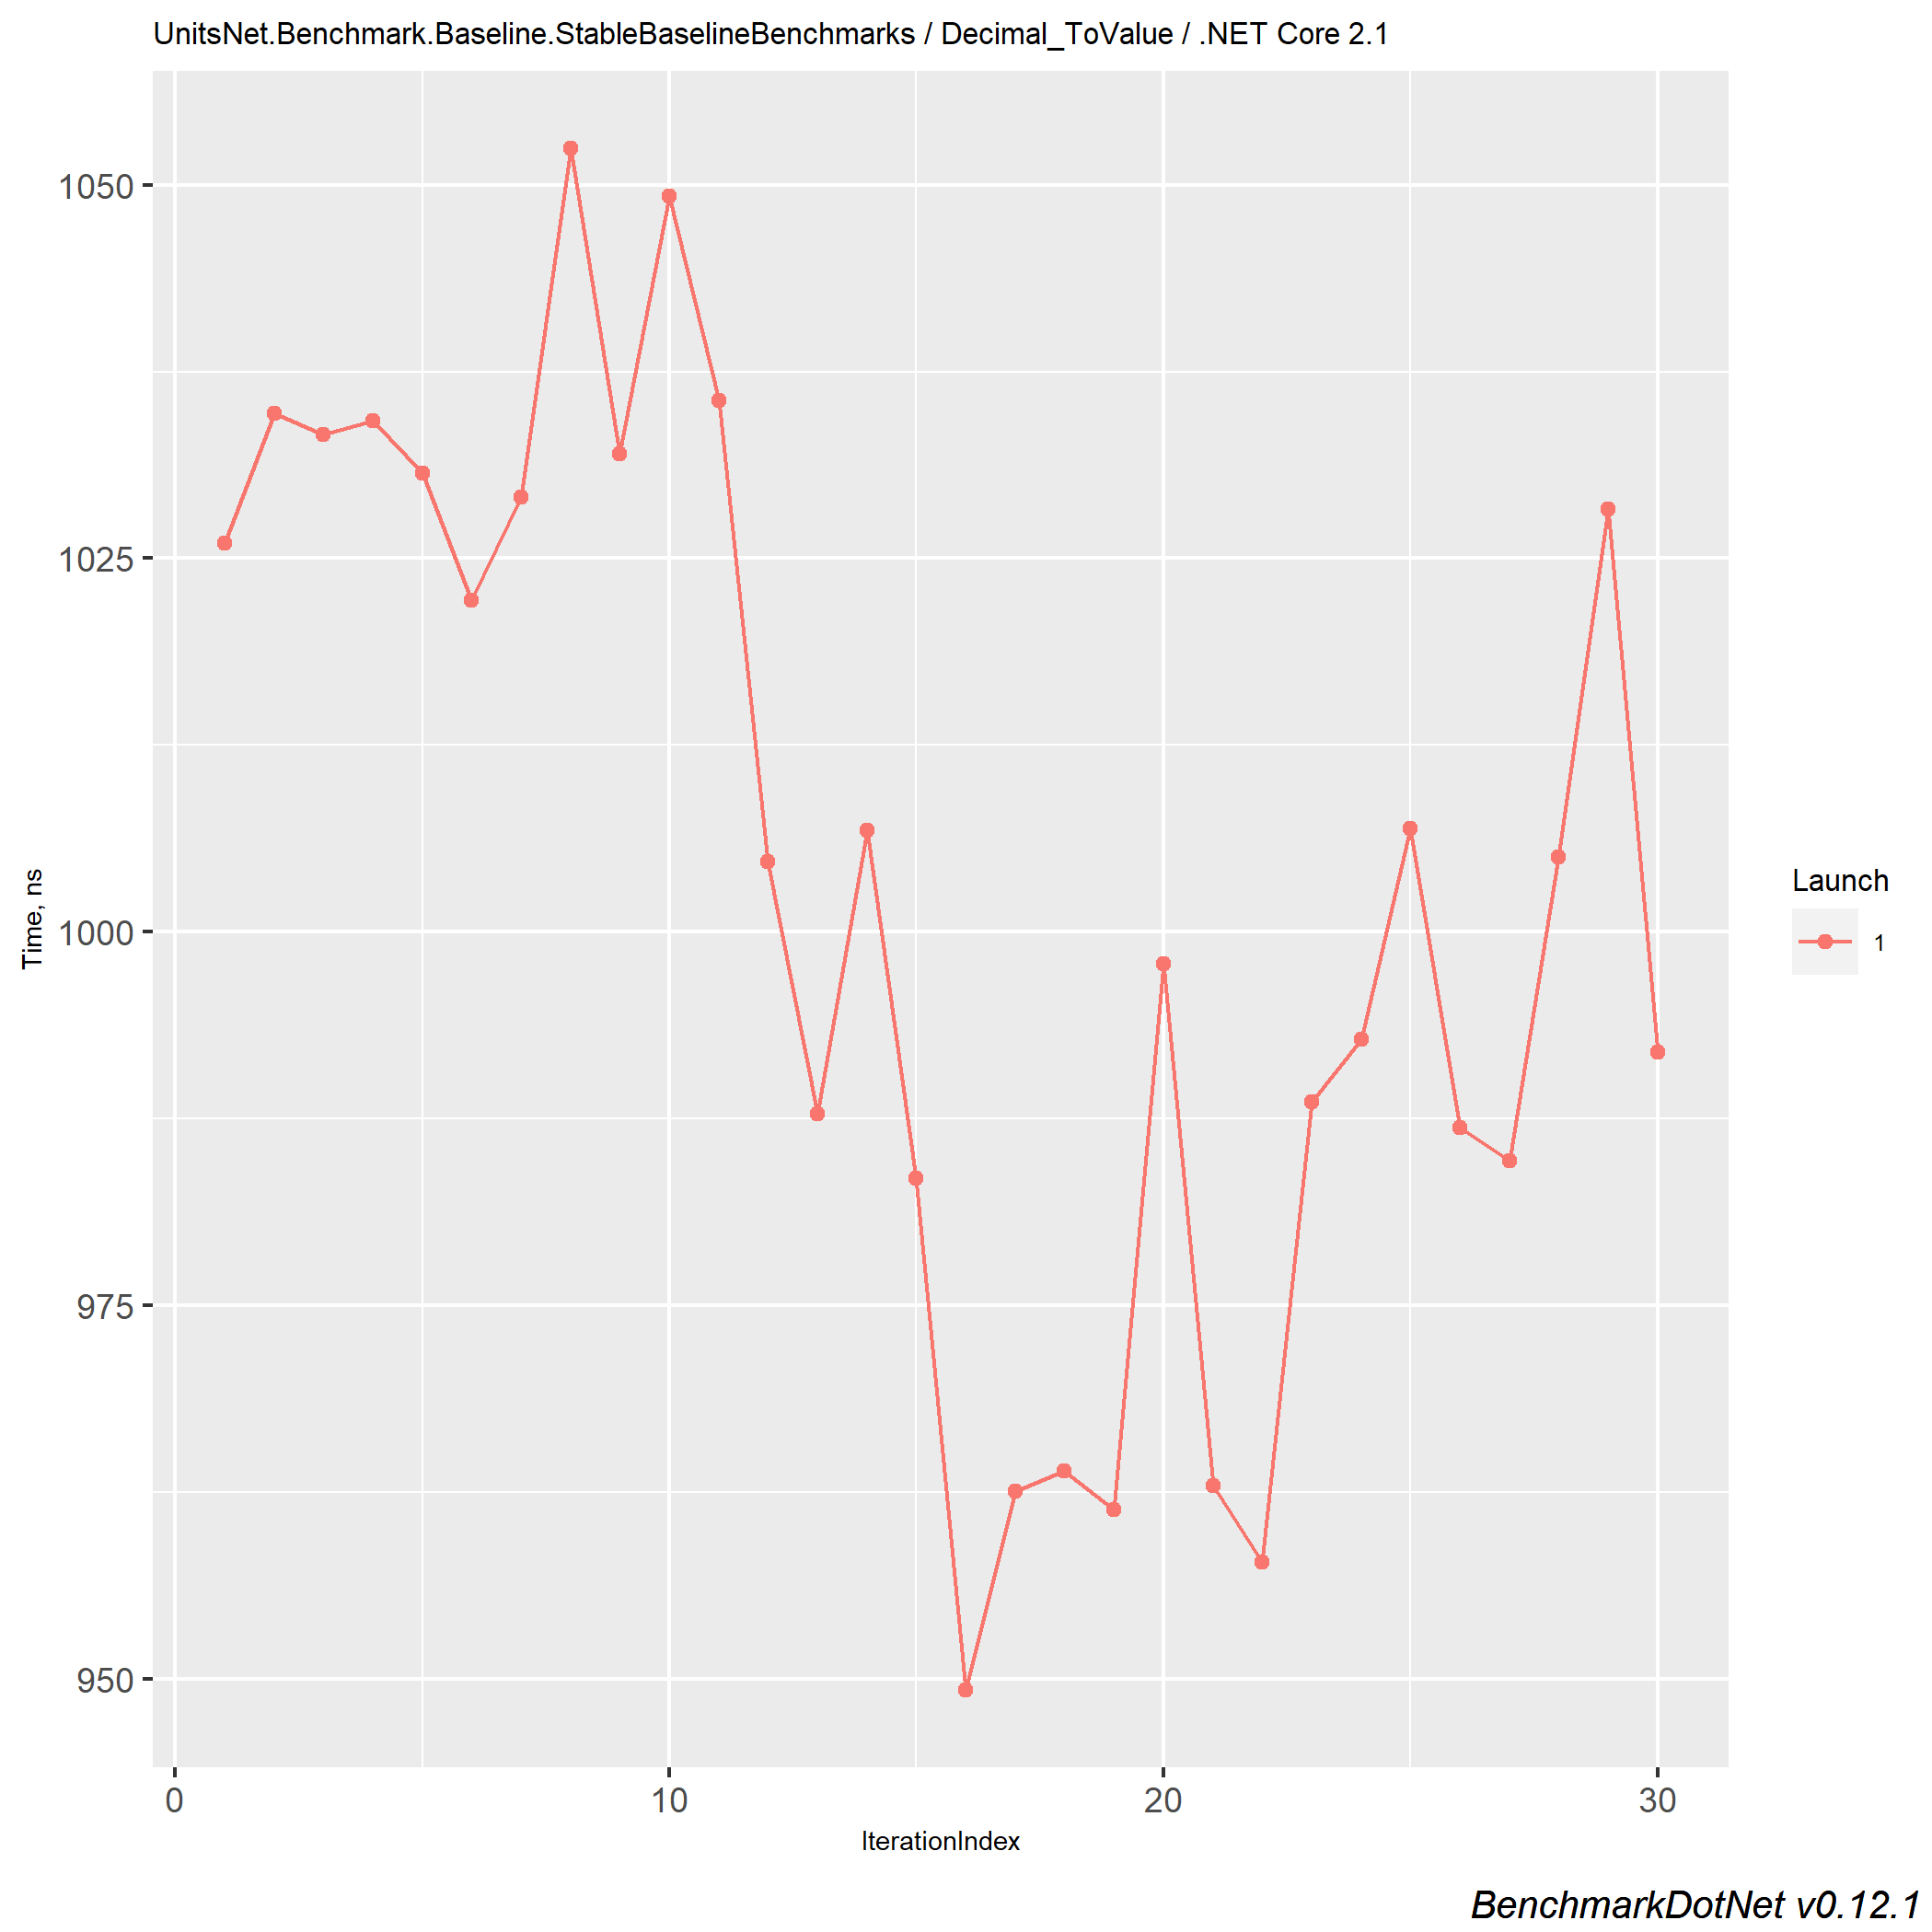 UnitsNet.Benchmark.Baseline.StableBaselineBenchmarks / Decimal_ToValue / .NET Core 2.1
1050
1025
1000
975
950
Time, ns
0 10 20 30
IterationIndex
Launch
1
BenchmarkDotNet v0.12.1